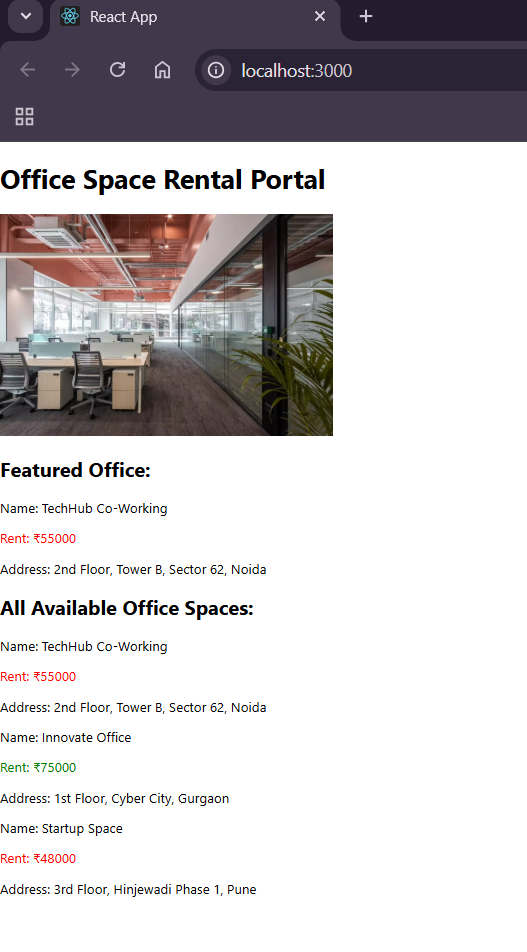 React App
localhost:3000
Office Space Rental Portal
Featured Office:
Name: TechHub Co-Working
Rent: ₹55000
Address: 2nd Floor, Tower B, Sector 62, Noida
All Available Office Spaces:
Name: TechHub Co-Working
Rent: ₹55000
Address: 2nd Floor, Tower B, Sector 62, Noida
Name: Innovate Office
Rent: ₹75000
Address: 1st Floor, Cyber City, Gurgaon
Name: Startup Space
Rent: ₹48000
Address: 3rd Floor, Hinjewadi Phase 1, Pune